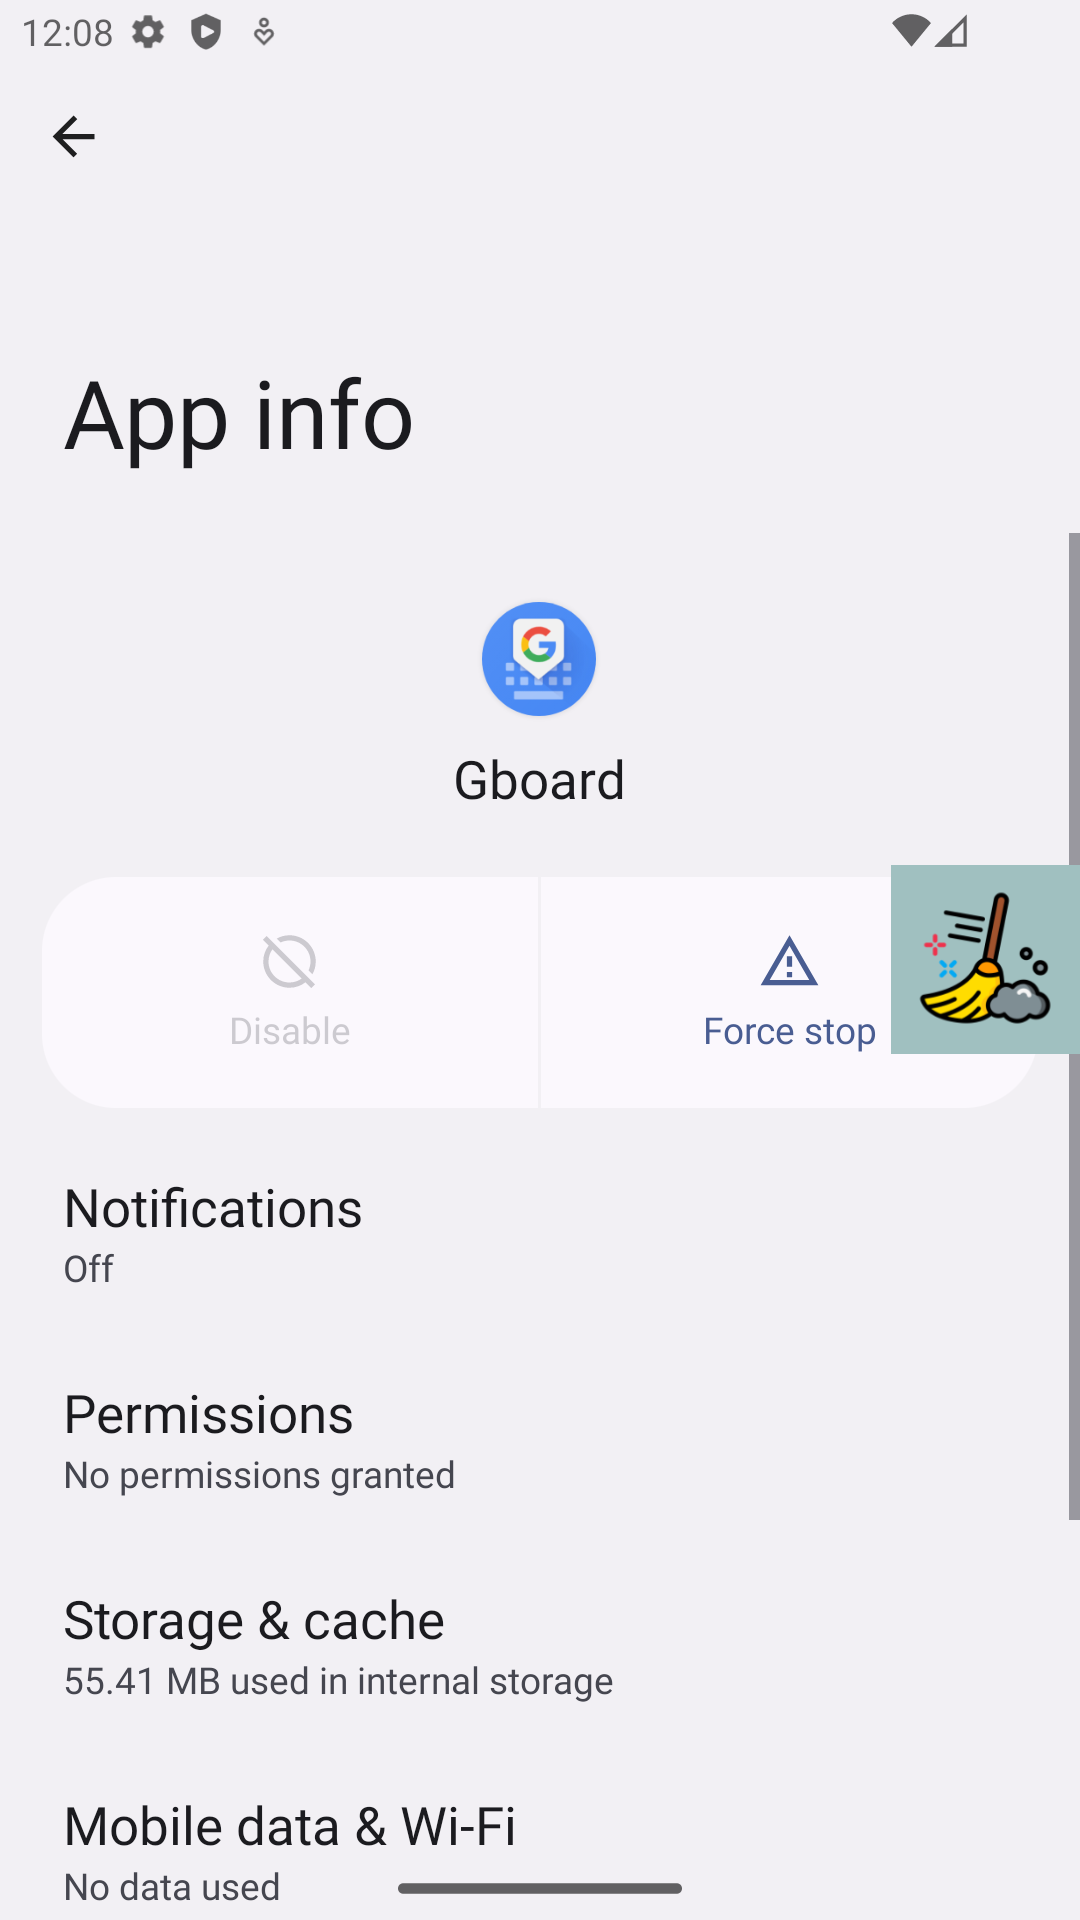 12:08
App info
Gboard
Disable
Force stop
Notifications
Off
Permissions
No permissions granted
Storage & cache
55.41 MB used in internal storage
Mobile data & Wi-Fi
No data used